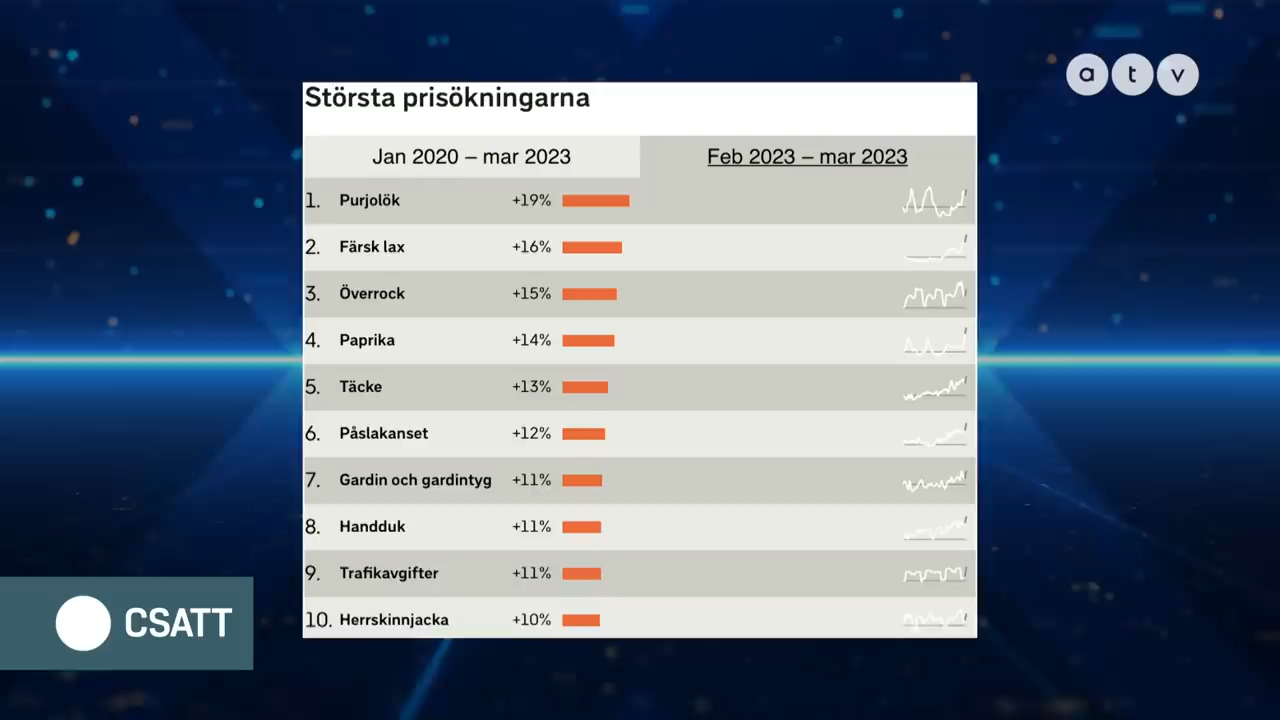 a t v
Största prisökningarna
Jan 2020 – mar 2023 Feb 2023 – mar 2023
1. Purjolök +19%
2. Färsk lax +16%
3. Överrock +15%
4. Paprika +14%
5. Täcke +13%
6. Påslakanset +12%
7. Gardin och gardintyg +11%
8. Handduk +11%
9. Trafikavgifter +11%
10. Herrskinnjacka +10%
CSATT